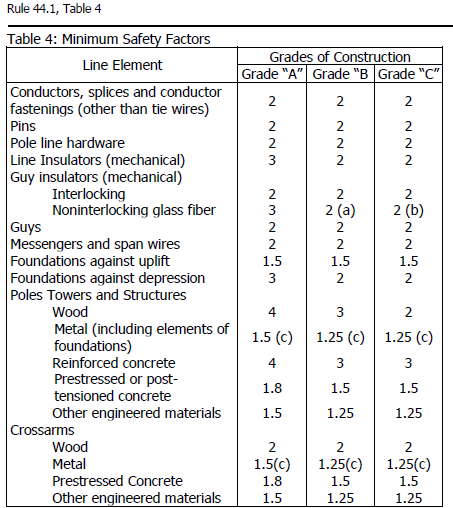 Rule 44.1, Table 4
Table 4: Minimum Safety Factors
Line Element Grades of Construction
Grade “A” Grade “B Grade “C”
Conductors, splices and conductor
fastenings (other than tie wires) 2 2 2
Pins 2 2 2
Pole line hardware 2 2 2
Line Insulators (mechanical) 3 2 2
Guy insulators (mechanical)
Interlocking 2 2 2
Noninterlocking glass fiber 3 2 (a) 2 (b)
Guys 2 2 2
Messengers and span wires 2 2 2
Foundations against uplift 1.5 1.5 1.5
Foundations against depression 3 2 2
Poles Towers and Structures
Wood 4 3 2
Metal (including elements of
foundations) 1.5 (c) 1.25 (c) 1.25 (c)
Reinforced concrete 4 3 3
Prestressed or post-
tensioned concrete 1.8 1.5 1.5
Other engineered materials 1.5 1.25 1.25
Crossarms
Wood 2 2 2
Metal 1.5(c) 1.25(c) 1.25(c)
Prestressed Concrete 1.8 1.5 1.5
Other engineered materials 1.5 1.25 1.25